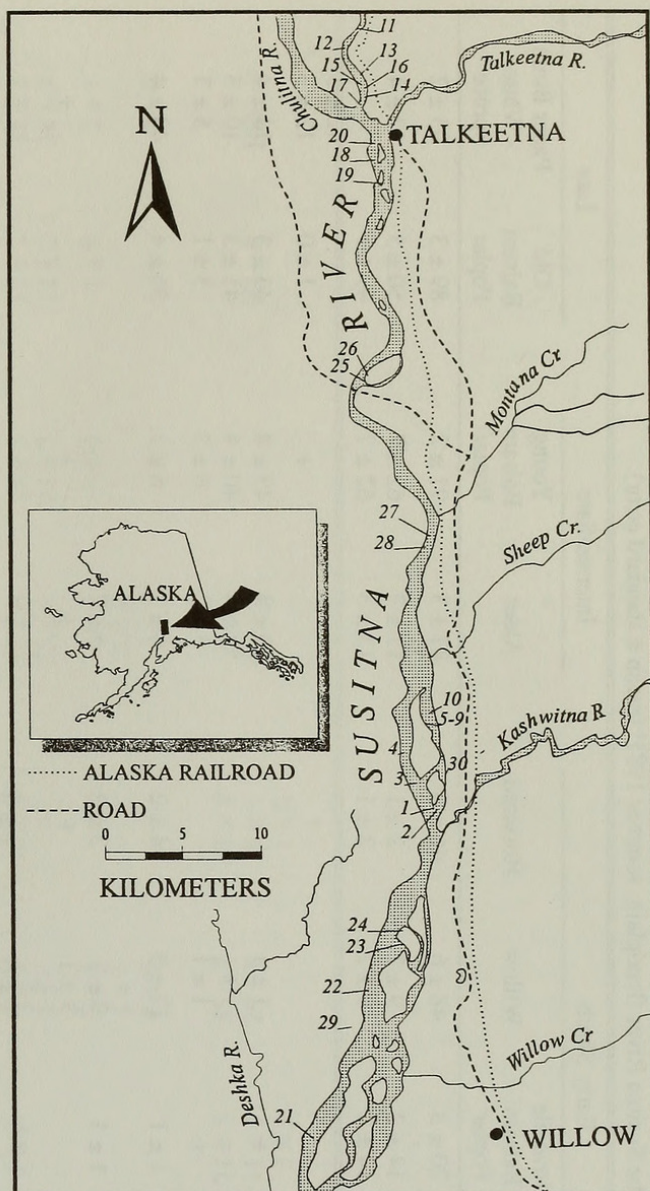 11
12
13
15
16
17
14
Chulitna R.
Talkeetna R.
N
20
TALKEETNA
18
19
RIVER
26
25
Montana Cr
27
28
Sheep Cr.
ALASKA
SUSITNA
10
5-9
Kashwitna R
4
30
3
ALASKA RAILROAD
1
ROAD
2
0 5 10
KILOMETERS
24
23
22
29
Willow Cr
Deshka R.
21
WILLOW